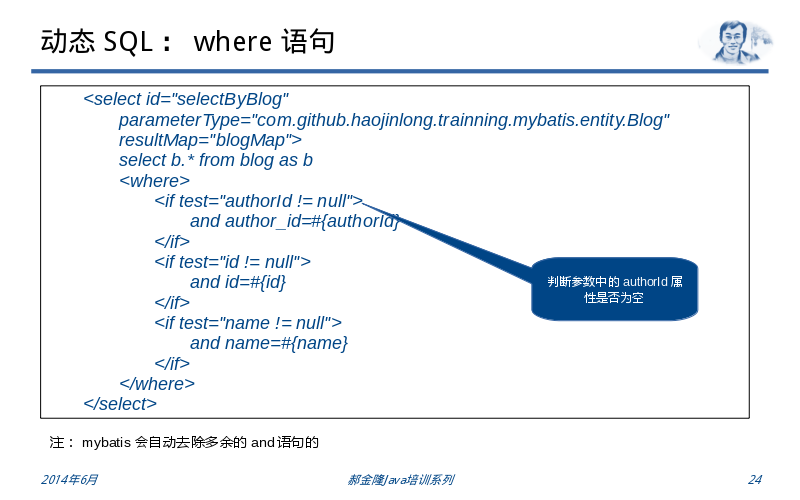 动态 SQL： where 语句
<select id="selectByBlog"
parameterType="com.github.haojinlong.trainning.mybatis.entity.Blog"
resultMap="blogMap">
select b.* from blog as b
<where>
<if test="authorId != null">
and author_id=#{authorId}
</if>
<if test="id != null">
and id=#{id}
</if>
<if test="name != null">
and name=#{name}
</if>
</where>
</select>
判断参数中的 authorId 属
性是否为空
注： mybatis 会自动去除多余的 and 语句的
2014年6月
郝金隆Java培训系列
24